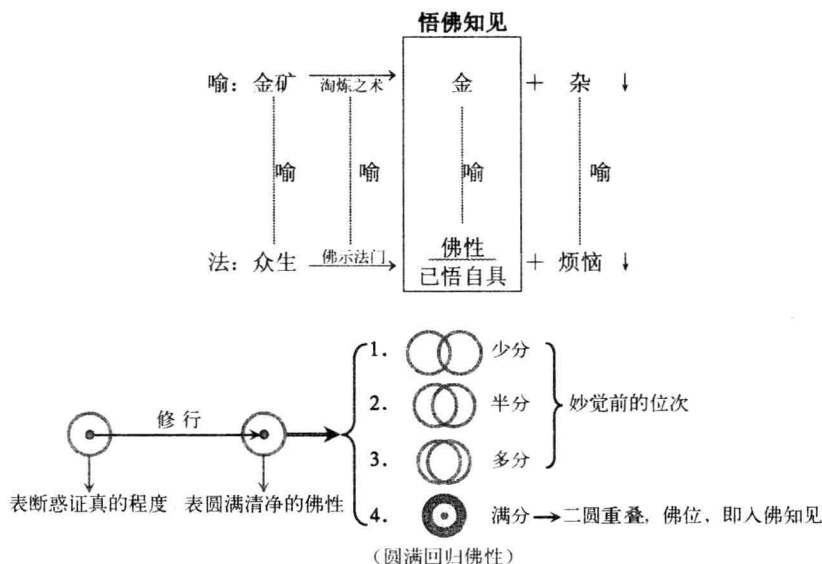 悟佛知见
喻：金矿 淘炼之术 金 + 杂 ↓
喻 喻 喻 喻
法：众生 佛示法门 佛性 + 烦恼 ↓
已悟自具
1. 少分
2. 半分
修行
妙觉前的位次
3. 多分
表断惑证真的程度 表圆满清净的佛性
4. 满分 → 二圆重叠，佛位，即入佛知见
（圆满回归佛性）